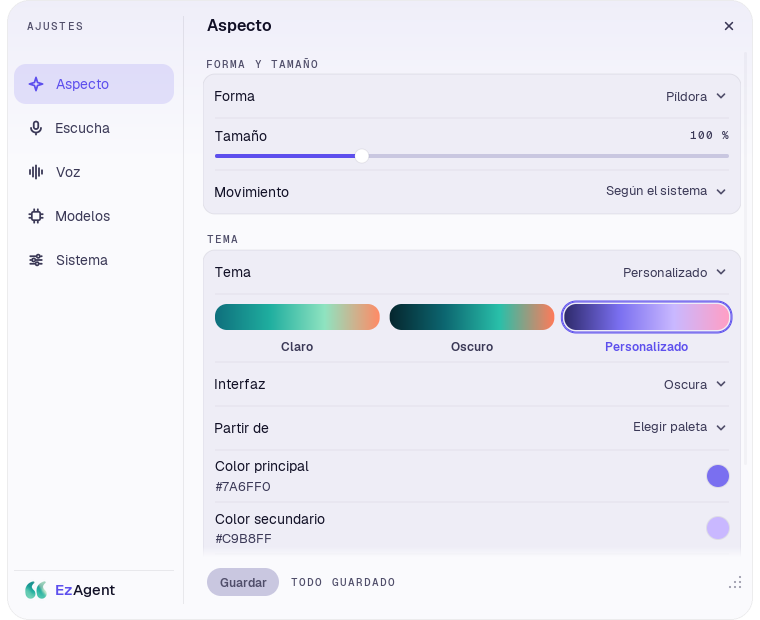 AJUSTES
Aspecto
Escucha
Voz
Modelos
Sistema
EzAgent
Aspecto
FORMA Y TAMAÑO
Forma Píldora
Tamaño 100 %
Movimiento Según el sistema
TEMA
Tema Personalizado
Claro Oscuro Personalizado
Interfaz Oscura
Partir de Elegir paleta
Color principal
#7A6FF0
Color secundario
#C9B8FF
Guardar TODO GUARDADO